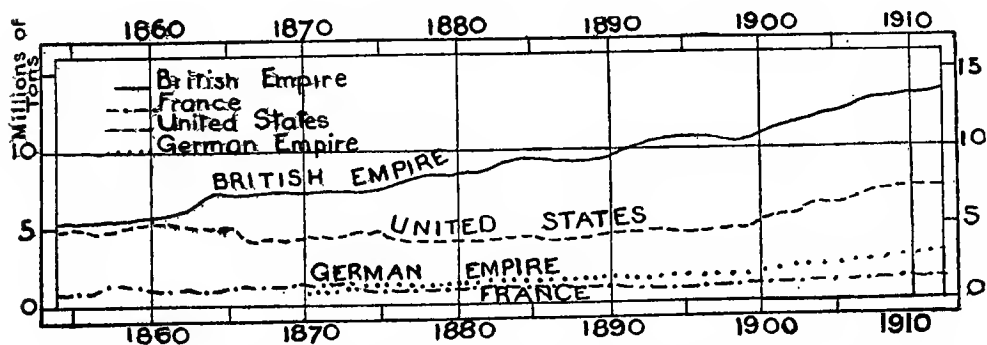 1860 1870 1880 1890 1900 1910
Millions of
Tons
British Empire
France
United States
German Empire
15
10 10
BRITISH EMPIRE
5 5
UNITED STATES
GERMAN EMPIRE
FRANCE
0 0
1860 1870 1880 1890 1900 1910